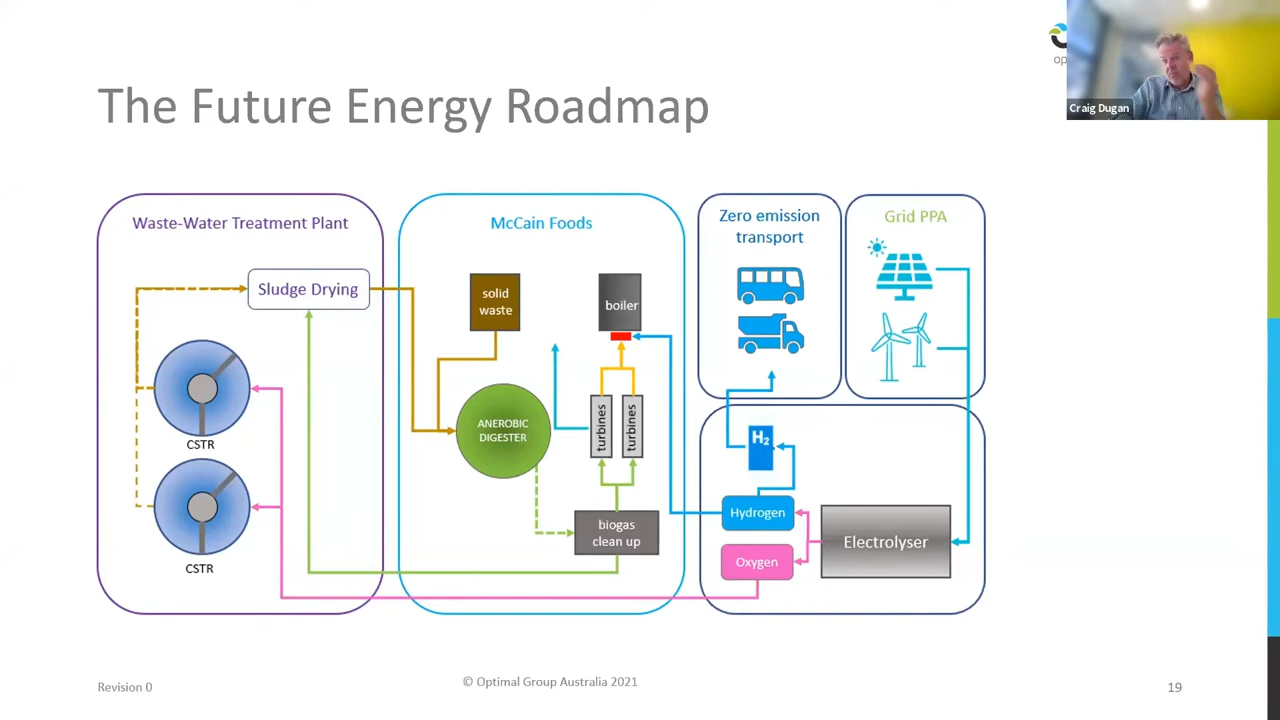 op
Craig Dugan
The Future Energy Roadmap
Waste-Water Treatment Plant
Sludge Drying
CSTR
CSTR
McCain Foods
solid
waste
boiler
ANEROBIC
DIGESTER
turbines
turbines
biogas
clean up
Zero emission
transport
Grid PPA
H2
Hydrogen
Oxygen
Electrolyser
Revision 0
© Optimal Group Australia 2021
19